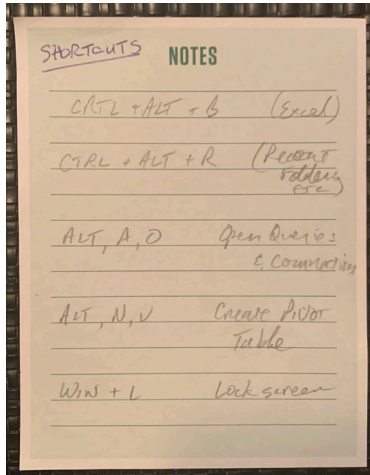 SHORTCUTS
NOTES
CRTL + ALT + B (Excel)
CTRL + ALT + R (Recent
Folders
etc)
ALT, A, O Open Queries
& Connections
ALT, N, V Create Pivot
Table
WIN + L Lock screen